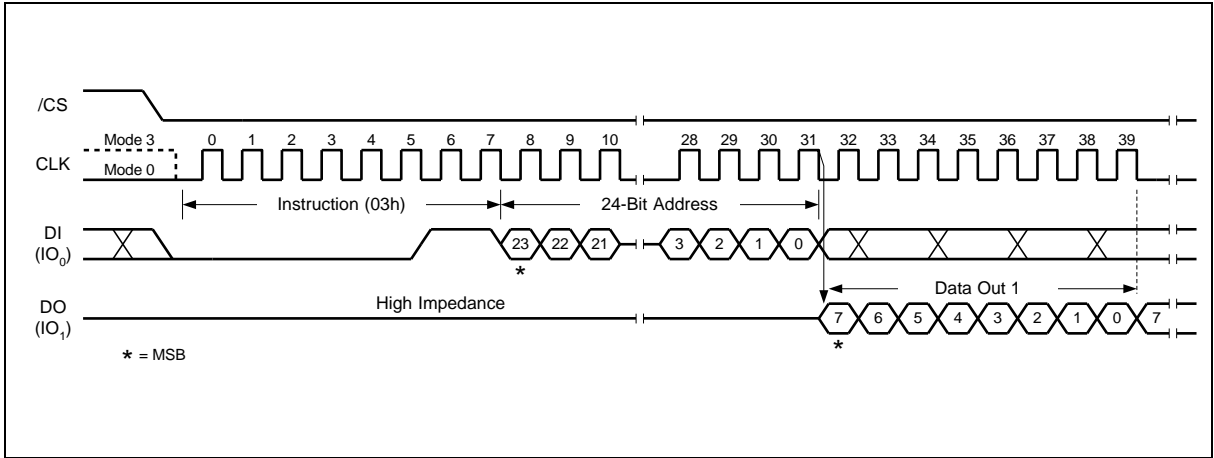 /CS
Mode 3 0 1 2 3 4 5 6 7 8 9 10 28 29 30 31 32 33 34 35 36 37 38 39
CLK Mode 0
Instruction (03h) 24-Bit Address
DI 23 22 21 3 2 1 0
(IO0) *
Data Out 1
DO High Impedance 7 6 5 4 3 2 1 0 7
(IO1) *
* = MSB